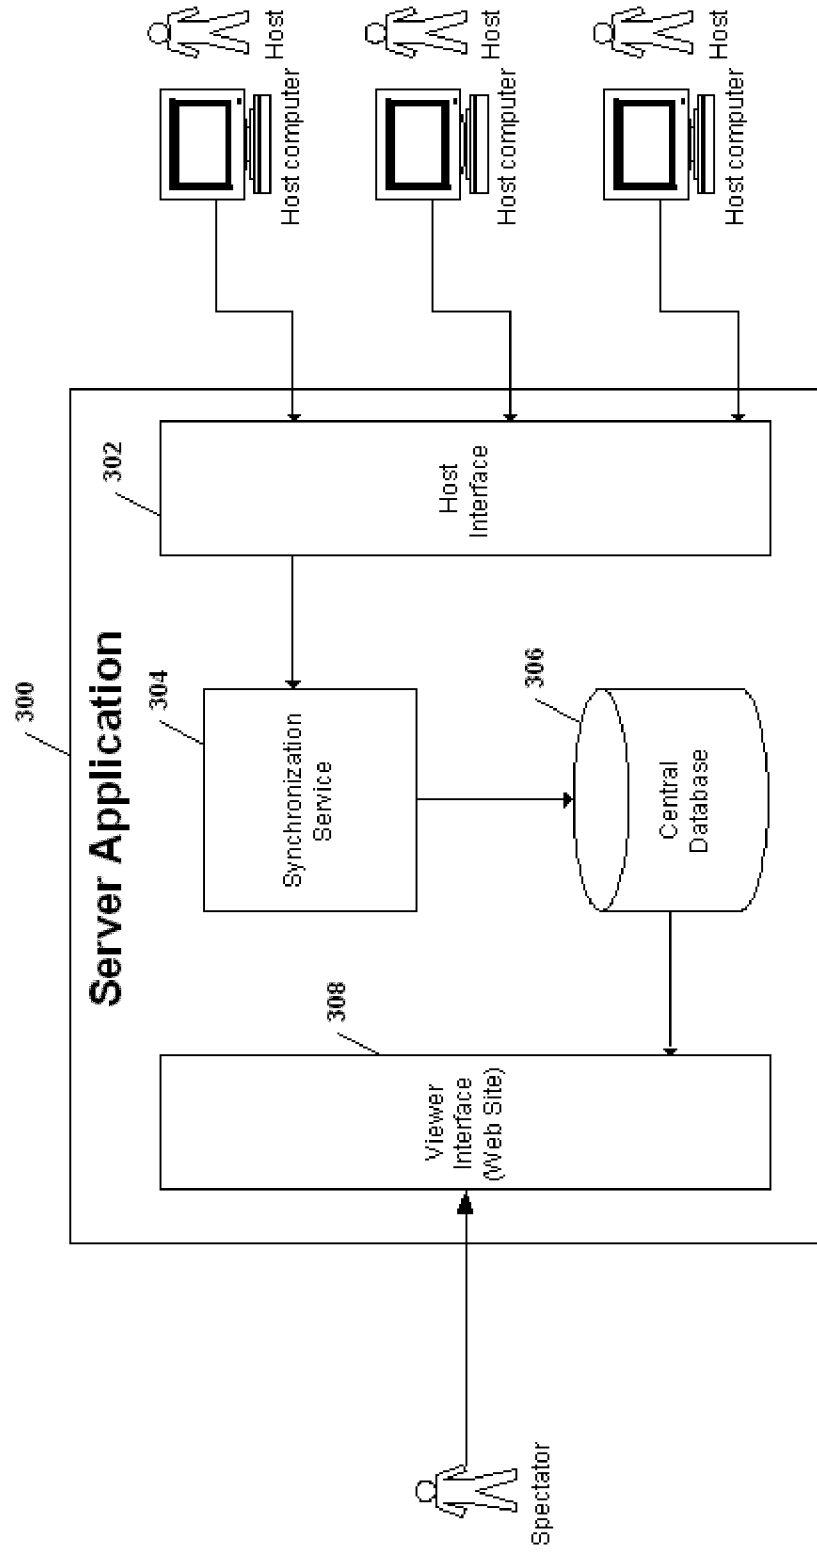 300
Server Application
Spectator
308
Viewer
Interface
(Web Site)
304
Synchronization
Service
306
Central
Database
302
Host
Interface
Host computer
Host
Host computer
Host
Host computer
Host